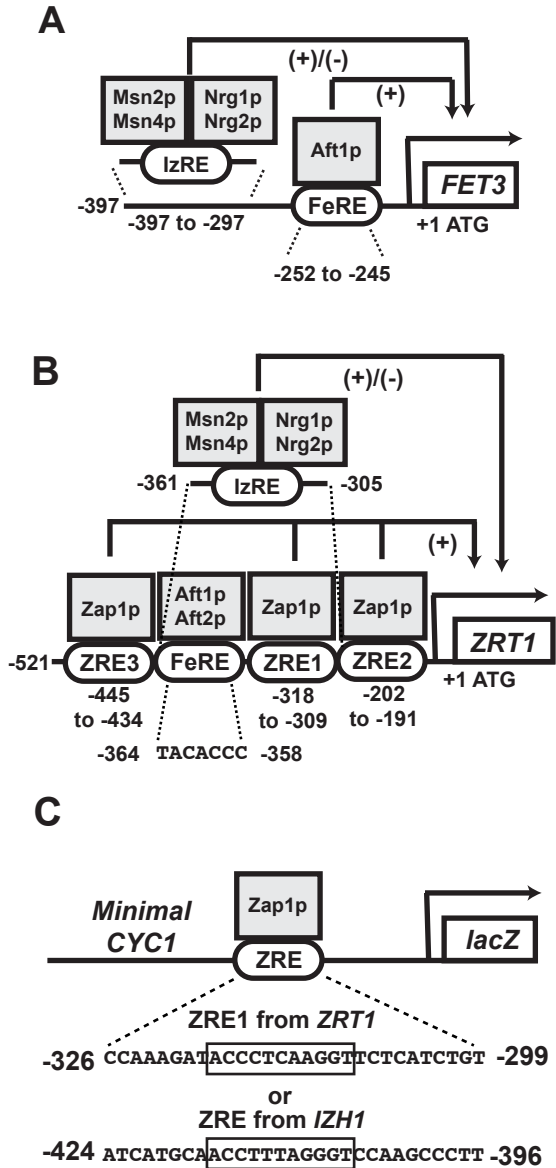 A
(+)/(-)
Msn2p Nrg1p
Msn4p Nrg2p
(+)
Aft1p
IzRE
FET3
-397
-397 to -297
FeRE
+1 ATG
-252 to -245
B
(+)/(-)
Msn2p Nrg1p
Msn4p Nrg2p
-361 IzRE -305
(+)
Zap1p Aft1p Zap1p Zap1p
Aft2p
ZRT1
-521 ZRE3 FeRE ZRE1 ZRE2
+1 ATG
-445 -318 -202
to -434 to -309 to -191
-364 TACACCC -358
C
Minimal
CYC1
Zap1p
lacZ
ZRE
ZRE1 from ZRT1
-326 CCAAAGATACCCTCAAGGTTCTCATCTGT -299
or
ZRE from IZH1
-424 ATCATGCAACCTTTAGGGTCCAAGCCCTT -396